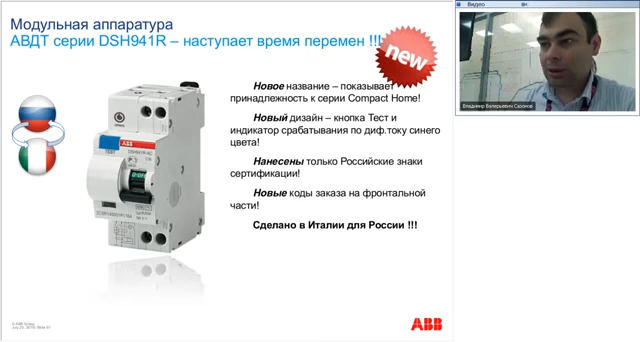 Модульная аппаратура
АВДТ серии DSH941R – наступает время перемен !!!
new
Новое название – показывает
принадлежность к серии Compact Home!
Новый дизайн – кнопка Тест и
индикатор срабатывания по диф.току синего
цвета!
Нанесены только Российские знаки
сертификации!
Новые коды заказа на фронтальной
части!
Сделано в Италии для России !!!
ABB
ABB
Видео
Владимир Валерьевич Сазонов